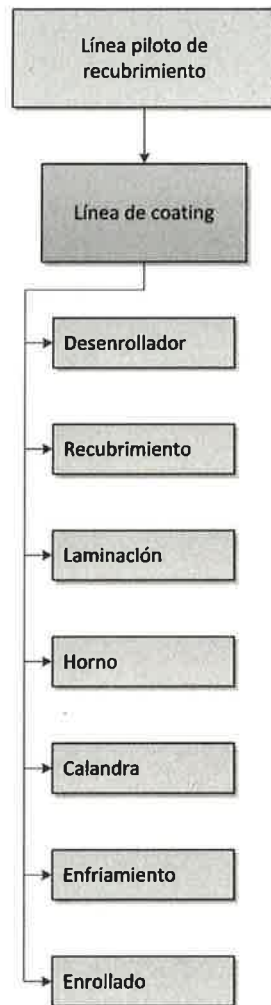 Línea piloto de
recubrimiento
Línea de coating
Desenrollador
Recubrimiento
Laminación
Horno
Calandra
Enfriamiento
Enrollado